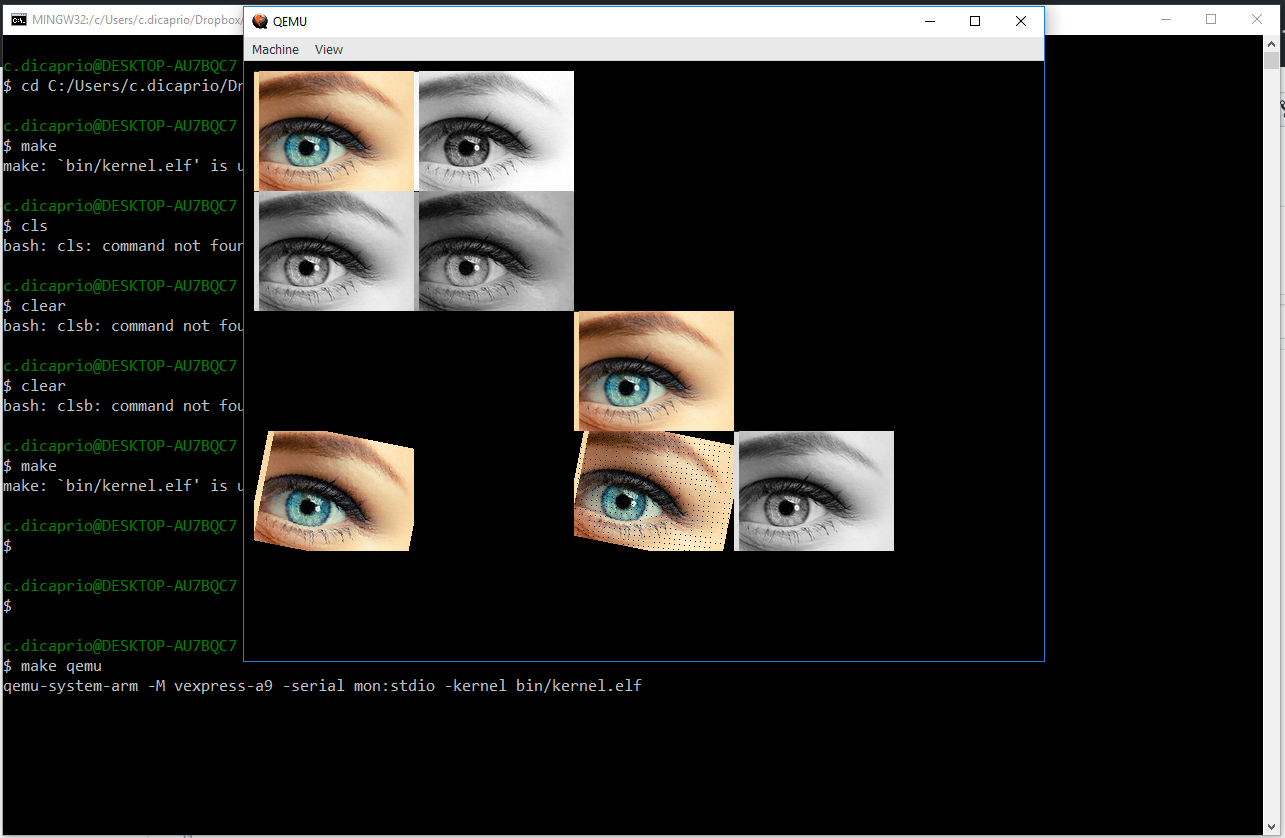 MINGW32:/c/Users/c.dicaprio/Dropbox/
QEMU
Machine View
c.dicaprio@DESKTOP-AU7BQC7
$ cd C:/Users/c.dicaprio/Dr
c.dicaprio@DESKTOP-AU7BQC7
$ make
make: `bin/kernel.elf' is u
c.dicaprio@DESKTOP-AU7BQC7
$ cls
bash: cls: command not foun
c.dicaprio@DESKTOP-AU7BQC7
$ clear
bash: clsb: command not fou
c.dicaprio@DESKTOP-AU7BQC7
$ clear
bash: clsb: command not fou
c.dicaprio@DESKTOP-AU7BQC7
$ make
make: `bin/kernel.elf' is u
c.dicaprio@DESKTOP-AU7BQC7
$
c.dicaprio@DESKTOP-AU7BQC7
$
c.dicaprio@DESKTOP-AU7BQC7
$ make qemu
qemu-system-arm -M vexpress-a9 -serial mon:stdio -kernel bin/kernel.elf